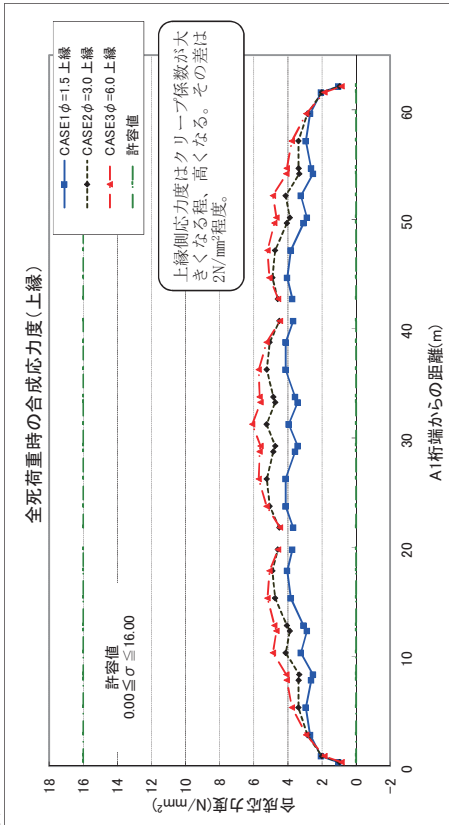 全死荷重時の合成応力度(上縁)
CASE1φ=1.5上縁
CASE2φ=3.0上縁
CASE3φ=6.0上縁
許容値
上縁側応力度はクリープ係数が大
きくなる程、高くなる。その差は
2N/mm²程度。
許容値
0.00≦σ≦16.00
合成応力度(N/mm²)
18
16
14
12
10
8
6
4
2
0
-2
0
10
20
30
40
50
60
A1桁端からの距離(m)